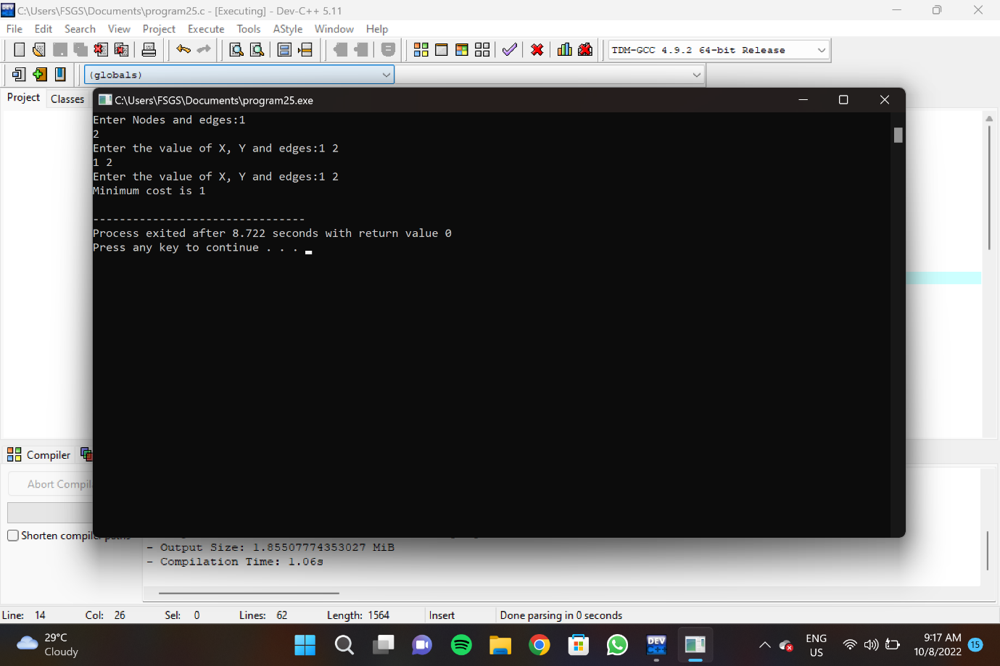 C:\Users\FSGS\Documents\program25.c - [Executing] - Dev-C++ 5.11
File Edit Search View Project Execute Tools AStyle Window Help
TDM-GCC 4.9.2 64-bit Release
(globals)
Project Classes
C:\Users\FSGS\Documents\program25.exe
Enter Nodes and edges:1
2
Enter the value of X, Y and edges:1 2
1 2
Enter the value of X, Y and edges:1 2
Minimum cost is 1
--------------------------------
Process exited after 8.722 seconds with return value 0
Press any key to continue . . .
Compiler
Abort Compil
Shorten compiler paths
- Output Size: 1.85507774353027 MiB
- Compilation Time: 1.06s
Line: 14 Col: 26 Sel: 0 Lines: 62 Length: 1564 Insert Done parsing in 0 seconds
29°C
Cloudy
DEV
ENG
US
9:17 AM
10/8/2022
15